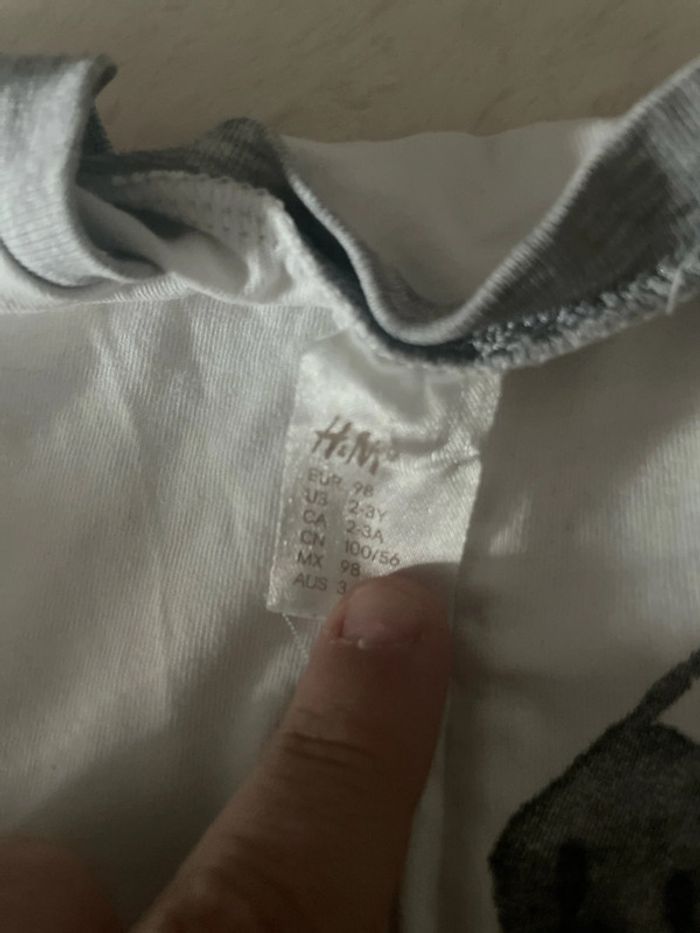 H&M
EUR 98
US 2-3Y
CA 2-3A
CN 100/56
MX 98
AUS 3